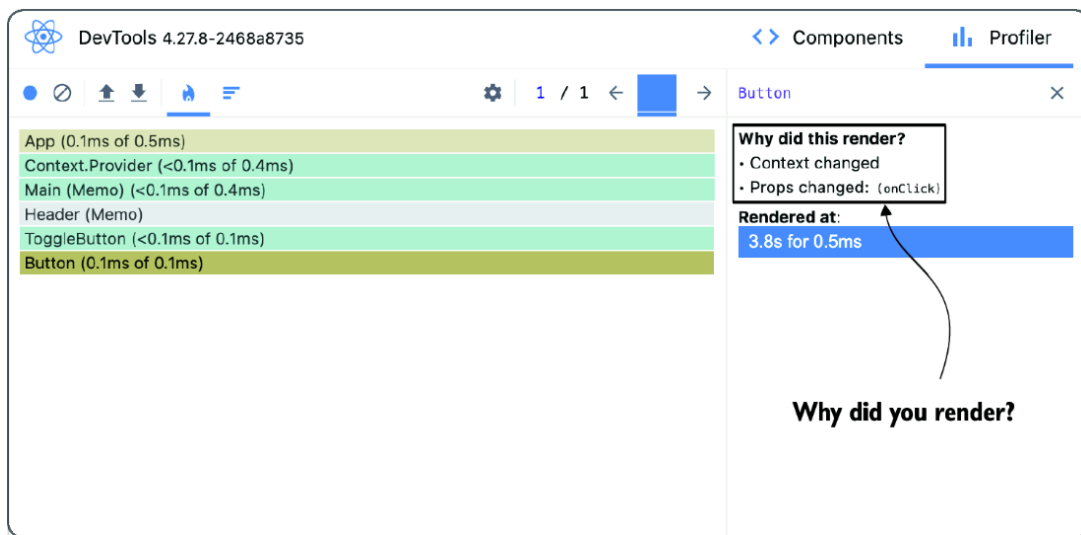 DevTools 4.27.8-2468a8735
<> Components
Profiler
1 / 1
Button
Why did this render?
• Context changed
• Props changed: (onClick)
Rendered at:
3.8s for 0.5ms
App (0.1ms of 0.5ms)
Context.Provider (<0.1ms of 0.4ms)
Main (Memo) (<0.1ms of 0.4ms)
Header (Memo)
ToggleButton (<0.1ms of 0.1ms)
Button (0.1ms of 0.1ms)
Why did you render?